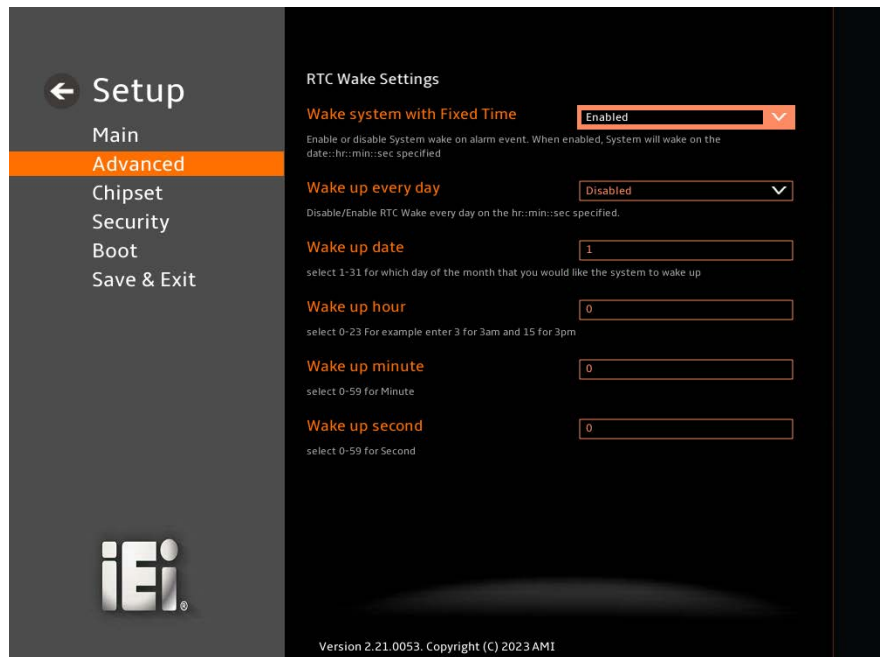 Setup
Main
Advanced
Chipset
Security
Boot
Save & Exit
RTC Wake Settings
Wake system with Fixed Time
Enabled
Enable or disable System wake on alarm event. When enabled, System will wake on the
date::hr::min::sec specified
Wake up every day
Disabled
Disable/Enable RTC Wake every day on the hr::min::sec specified.
Wake up date
1
select 1-31 for which day of the month that you would like the system to wake up
Wake up hour
0
select 0-23 For example enter 3 for 3am and 15 for 3pm
Wake up minute
0
select 0-59 for Minute
Wake up second
0
select 0-59 for Second
iEi®
Version 2.21.0053. Copyright (C) 2023 AMI